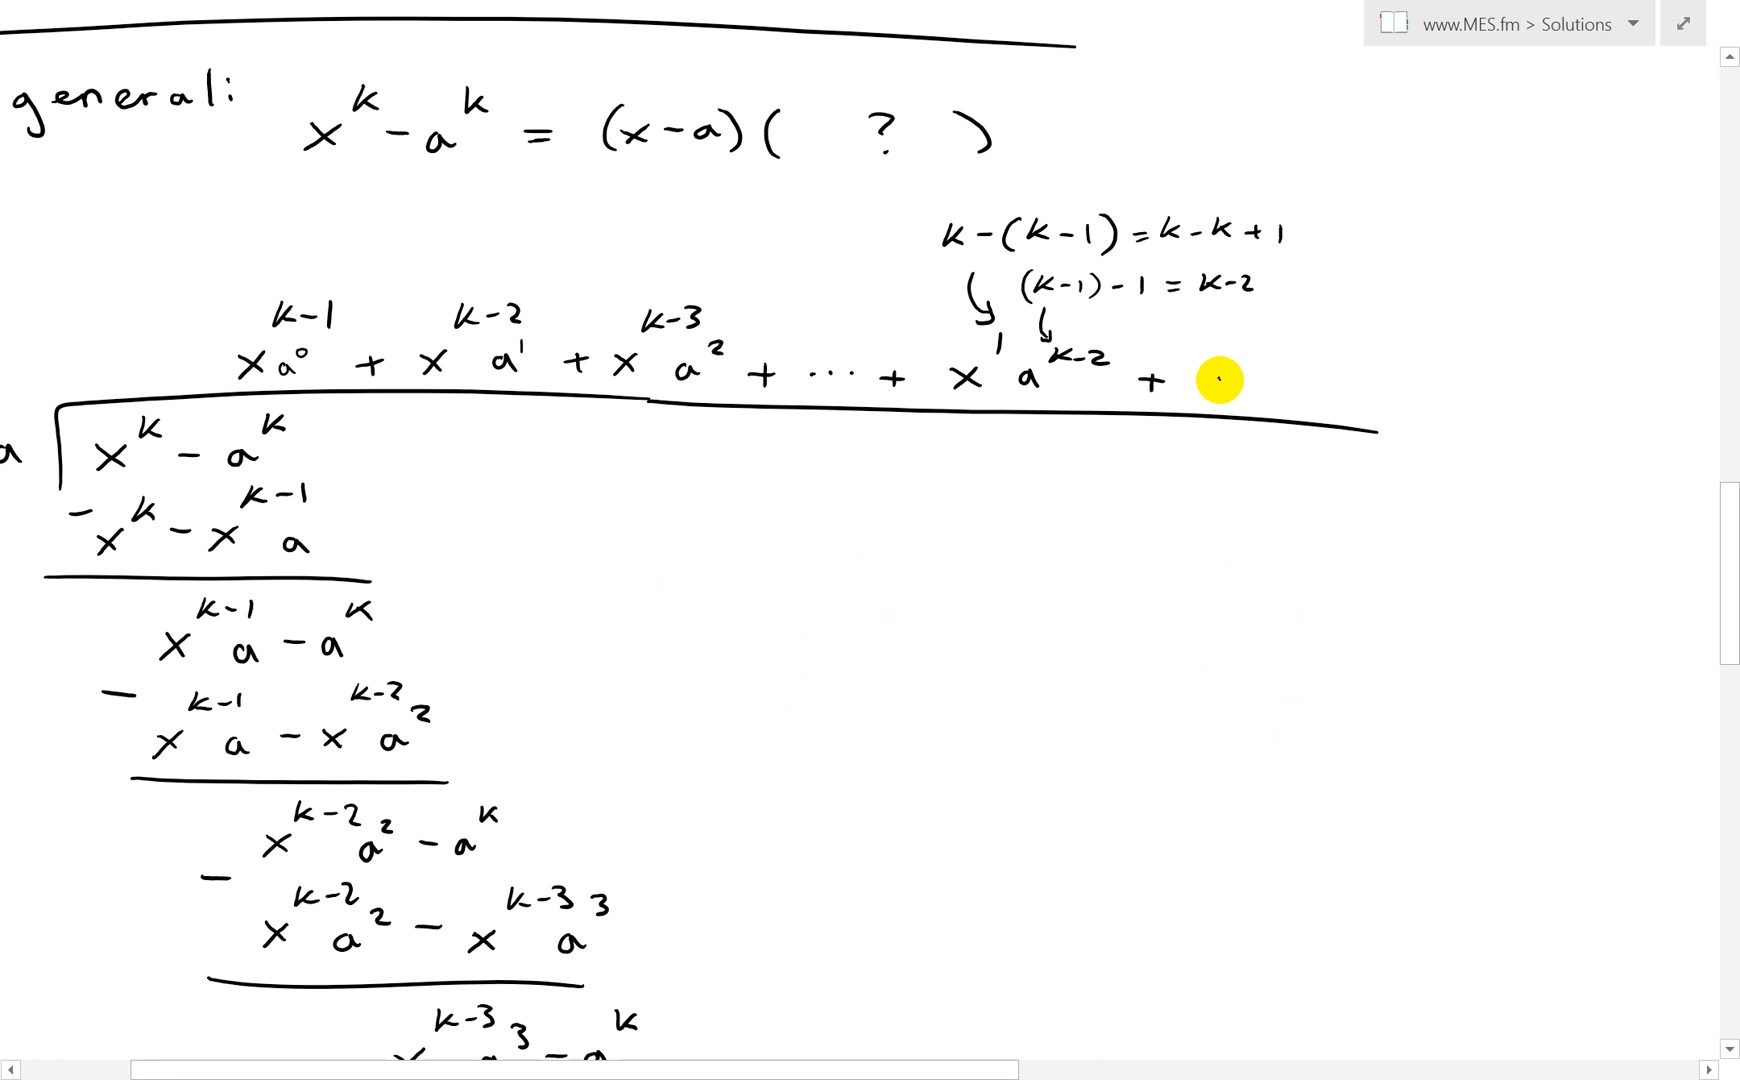 www.MES.fm > Solutions
general: x^k - a^k = (x-a)( ? )
k-(k-1) = k-k+1
(k-1)-1 = k-2
x^{k-1} a^0 + x^{k-2} a^1 + x^{k-3} a^2 + ... + x^1 a^{k-2} +
a x^k - a^k
- x^k - x^{k-1} a
x^{k-1} a - a^k
- x^{k-1} a - x^{k-2} a^2
x^{k-2} a^2 - a^k
- x^{k-2} a^2 - x^{k-3} a^3
x^{k-3} a^3 - a^k